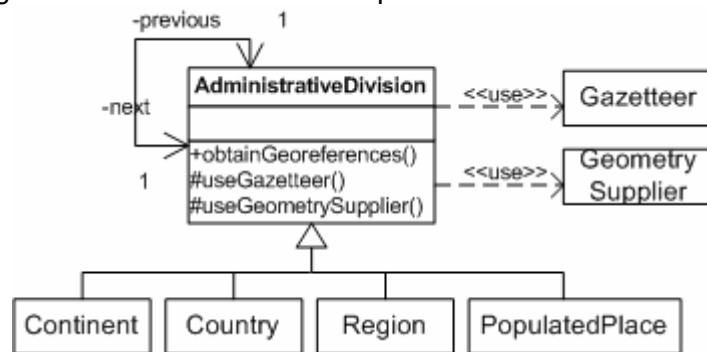 -previous 1
AdministrativeDivision
<<use>>
Gazetteer
-next
+obtainGeoreferences()
#useGazetteer()
#useGeometrySupplier()
1
<<use>>
Geometry
Supplier
Continent
Country
Region
PopulatedPlace